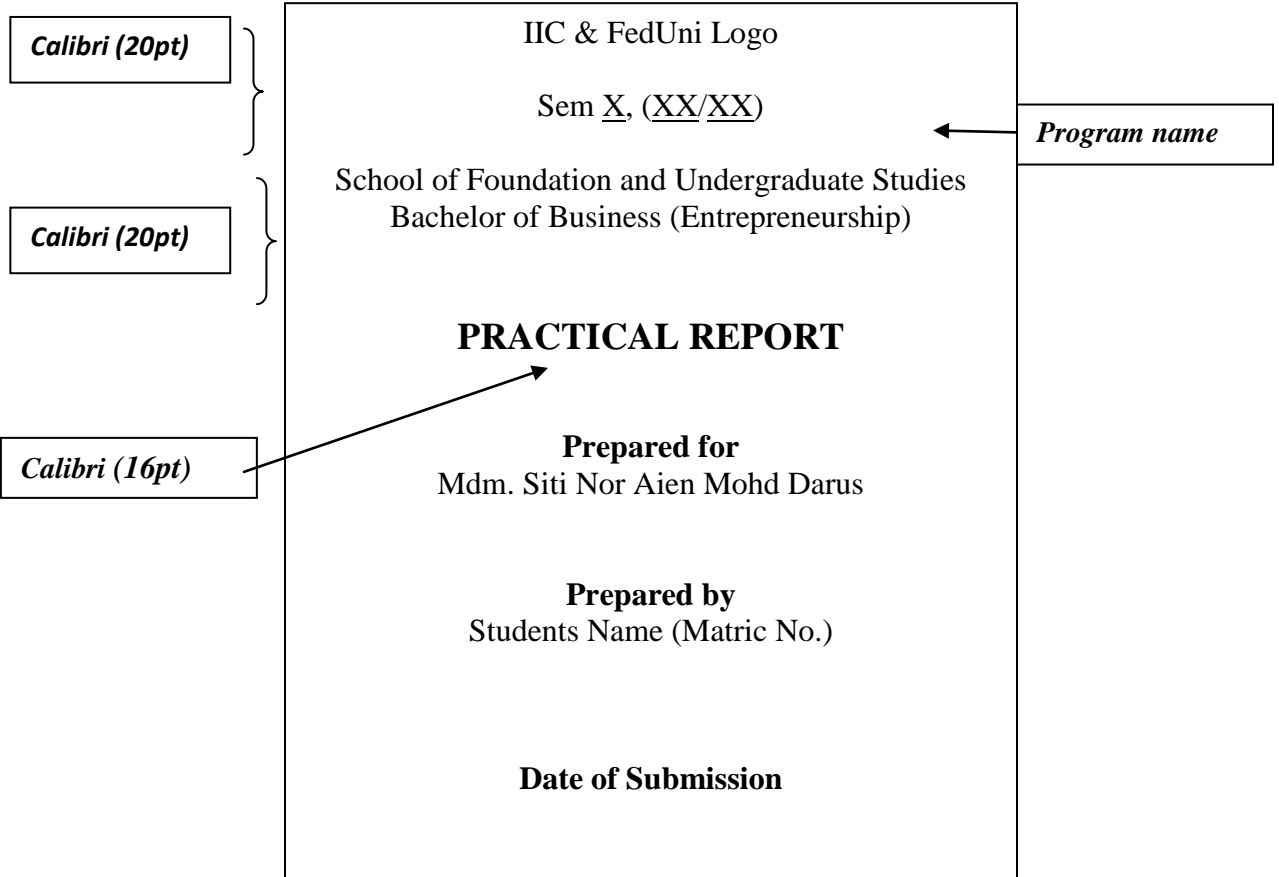 Calibri (20pt)
IIC & FedUni Logo
Sem X, (XX/XX)
Program name
School of Foundation and Undergraduate Studies
Bachelor of Business (Entrepreneurship)
Calibri (20pt)
PRACTICAL REPORT
Calibri (16pt)
Prepared for
Mdm. Siti Nor Aien Mohd Darus
Prepared by
Students Name (Matric No.)
Date of Submission